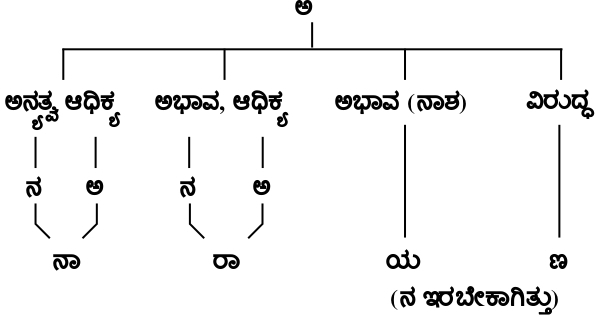 ಅ
ಅನ್ಯತ್ವ ಆಧಿಕ್ಯ ಅಭಾವ, ಆಧಿಕ್ಯ ಅಭಾವ (ನಾಶ) ವಿರುದ್ಧ
ನ ಅ ನ ಅ
ನಾ ರಾ ಯ ಣ
(ನ ಇರಬೇಕಾಗಿತ್ತು)